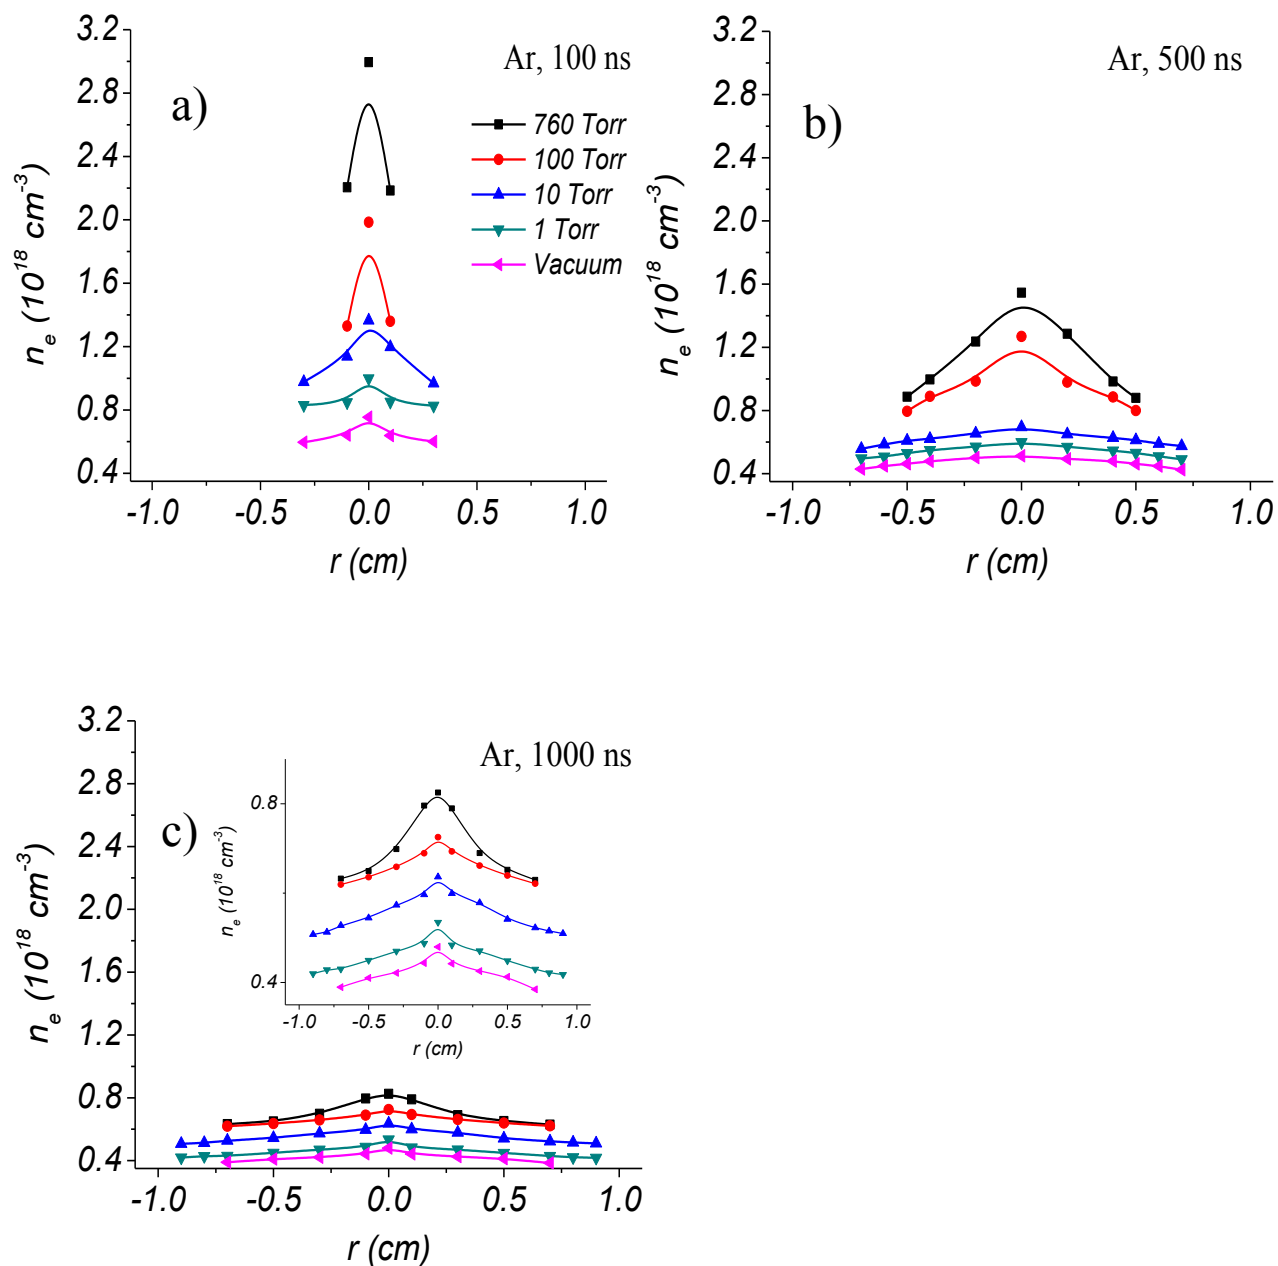 a)
Ar, 100 ns
760 Torr
100 Torr
10 Torr
1 Torr
Vacuum
3.2
2.8
2.4
2.0
1.6
1.2
0.8
0.4
n_e (10^18 cm^-3)
-1.0 -0.5 0.0 0.5 1.0
r (cm)
b)
Ar, 500 ns
3.2
2.8
2.4
2.0
1.6
1.2
0.8
0.4
n_e (10^18 cm^-3)
-1.0 -0.5 0.0 0.5 1.0
r (cm)
c)
Ar, 1000 ns
3.2
2.8
2.4
2.0
1.6
1.2
0.8
0.4
n_e (10^18 cm^-3)
-1.0 -0.5 0.0 0.5 1.0
r (cm)
0.8
0.4
n_e (10^18 cm^-3)
-1.0 -0.5 0.0 0.5 1.0
r (cm)